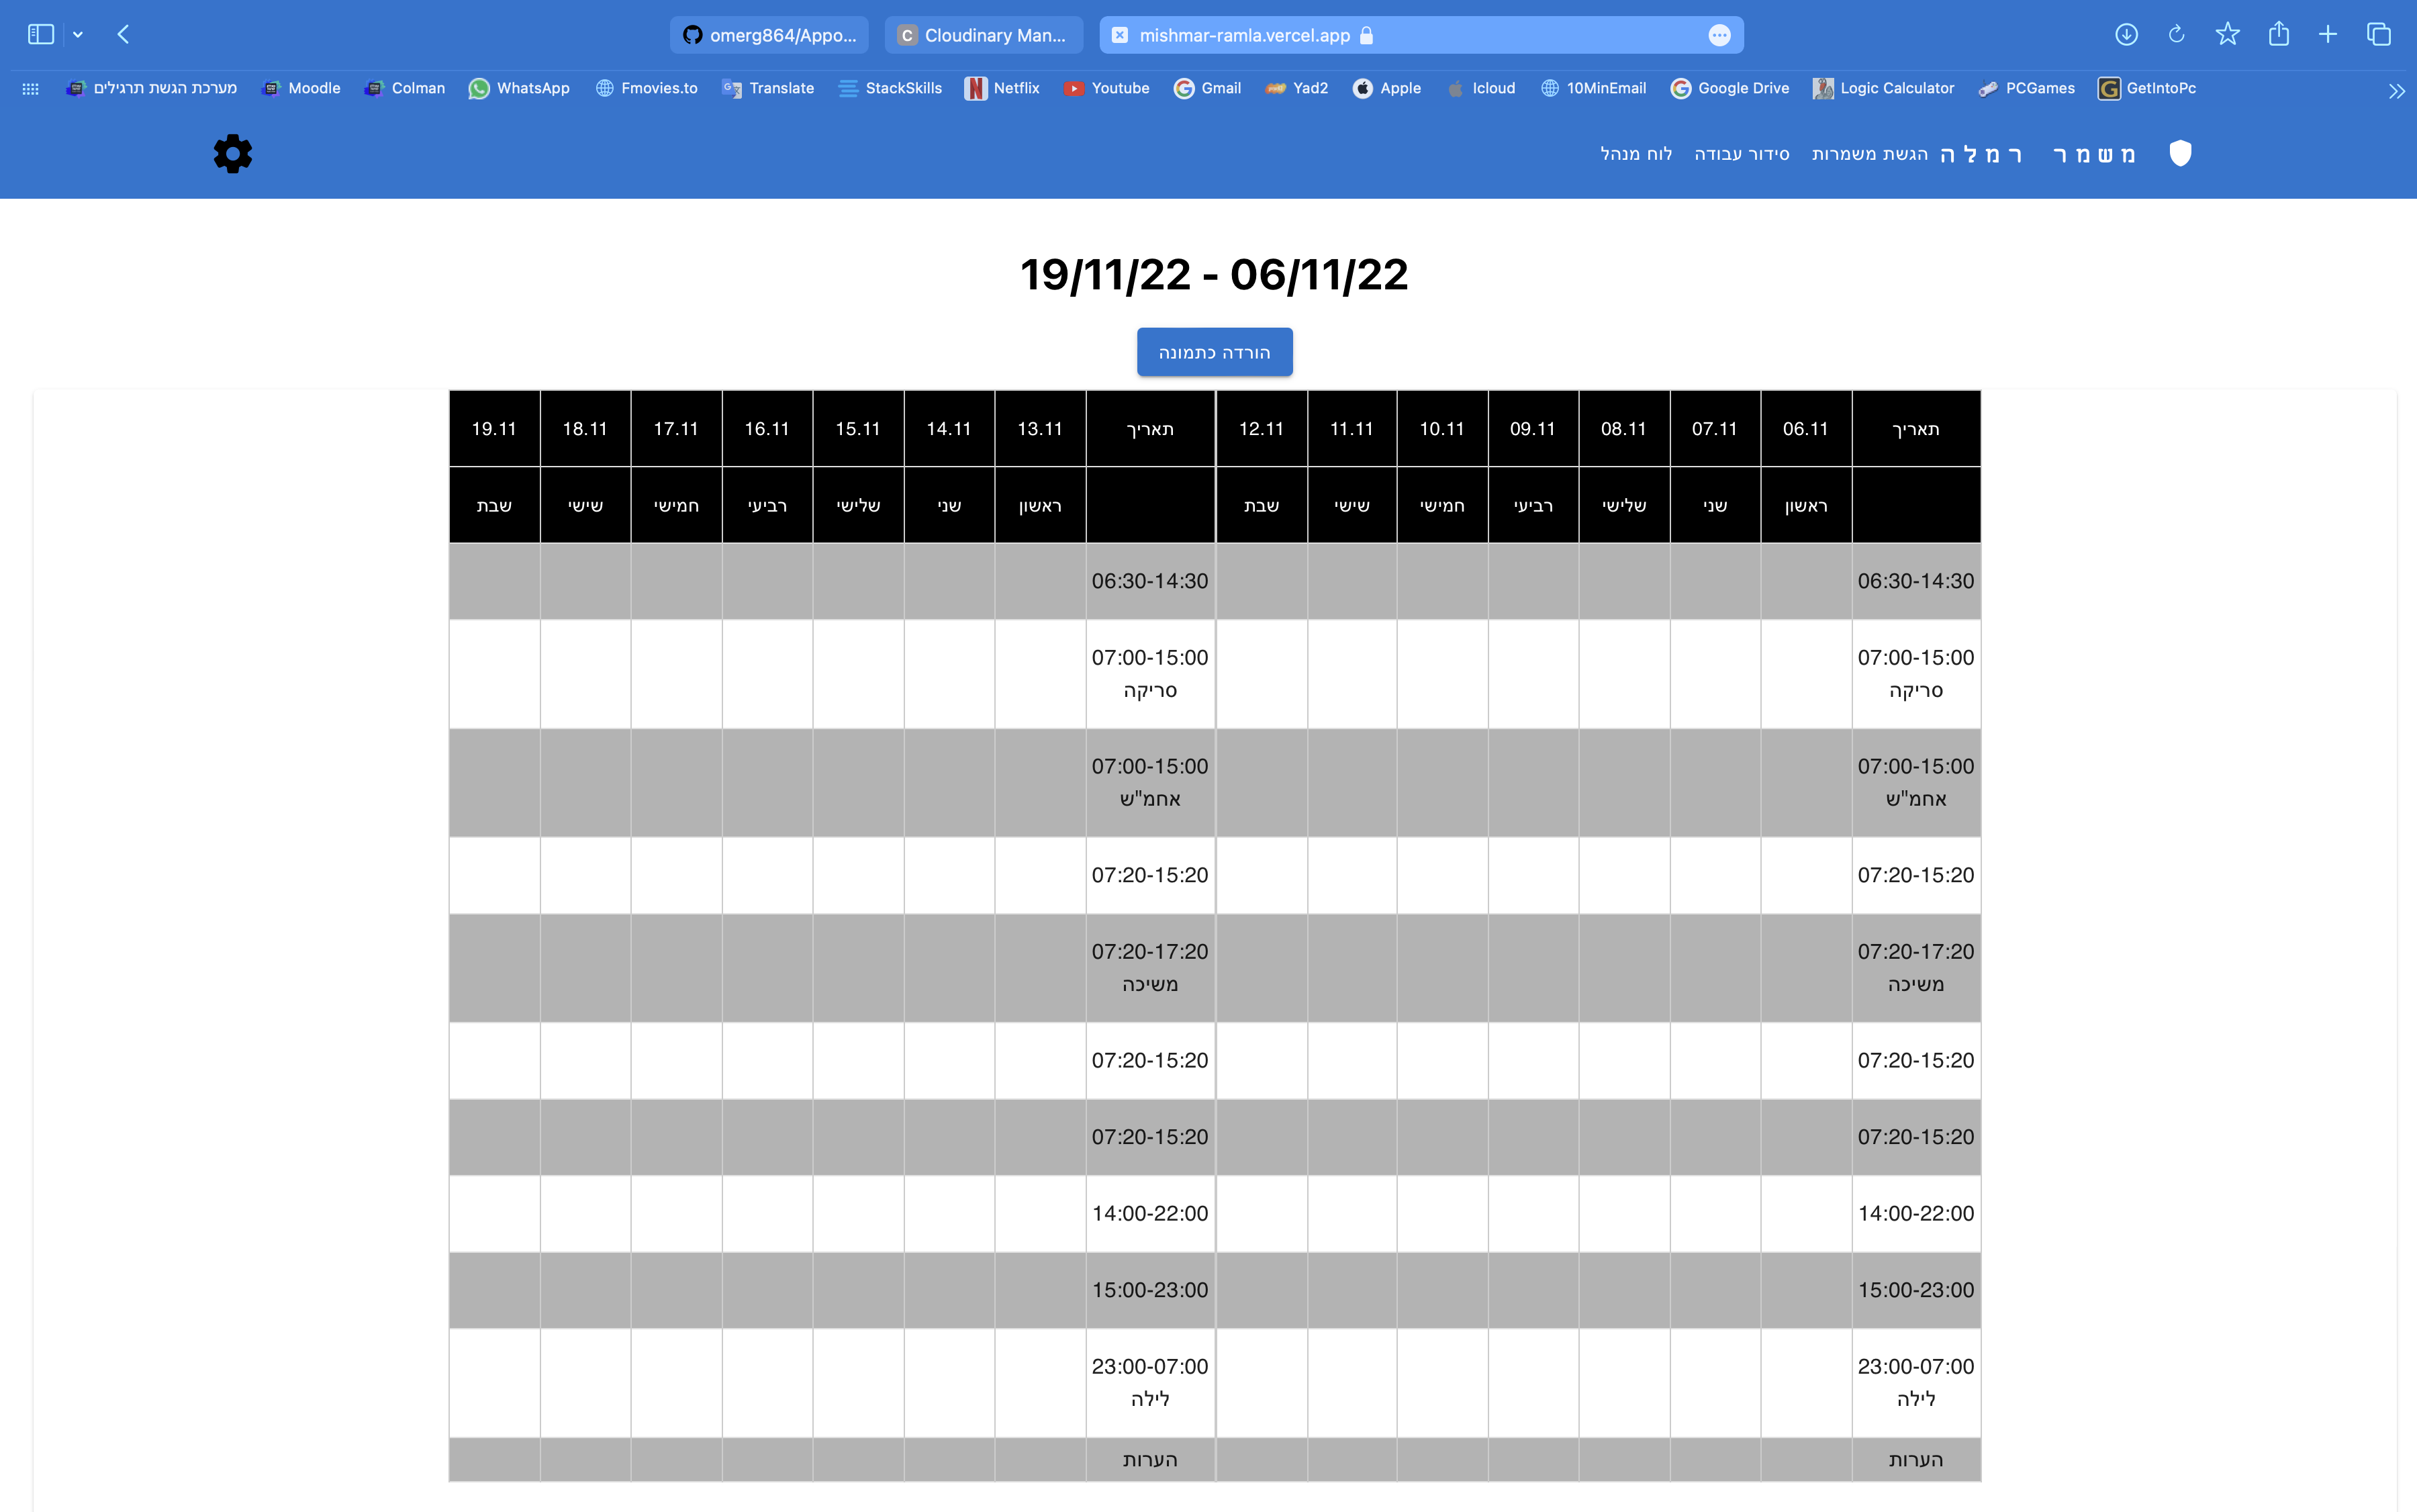 omerg864/Appo...
C Cloudinary Man...
mishmar-ramla.vercel.app
מערכת הגשת תרגילים Moodle Colman WhatsApp Fmovies.to Translate StackSkills Netflix Youtube Gmail Yad2 Apple Icloud 10MinEmail Google Drive Logic Calculator PCGames GetIntoPc
משמר רמלה הגשת משמרות סידור עבודה לוח מנהל
19/11/22 - 06/11/22
הורדה כתמונה
תאריך 06.11 07.11 08.11 09.11 10.11 11.11 12.11 תאריך 13.11 14.11 15.11 16.11 17.11 18.11 19.11
ראשון שני שלישי רביעי חמישי שישי שבת ראשון שני שלישי רביעי חמישי שישי שבת
06:30-14:30 06:30-14:30
07:00-15:00 07:00-15:00
סריקה סריקה
07:00-15:00 07:00-15:00
אחמ"ש אחמ"ש
07:20-15:20 07:20-15:20
07:20-17:20 07:20-17:20
משיכה משיכה
07:20-15:20 07:20-15:20
07:20-15:20 07:20-15:20
14:00-22:00 14:00-22:00
15:00-23:00 15:00-23:00
23:00-07:00 23:00-07:00
לילה לילה
הערות הערות